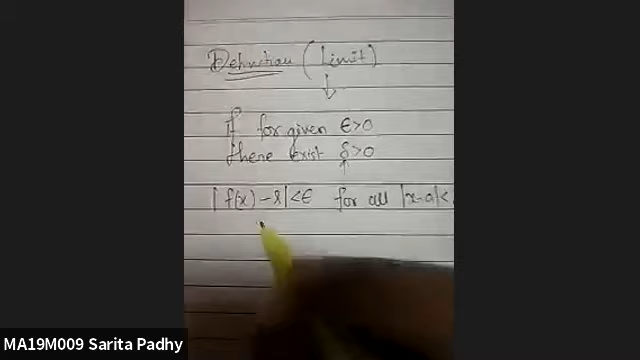 Definition (Limit)
↓
If for given ε>0
there exist δ>0
↑
|f(x)-l|<ε for all |x-a|<
MA19M009 Sarita Padhy